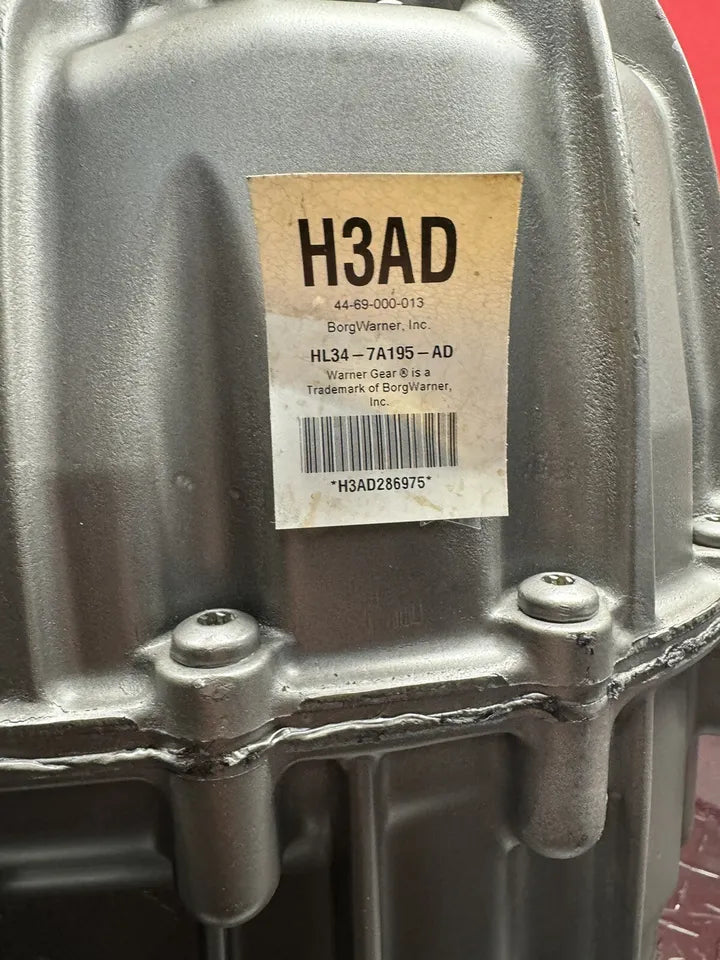 H3AD
44-69-000-013
BorgWarner, Inc.
HL34-7A195-AD
Warner Gear ® is a
Trademark of BorgWarner,
Inc.
*H3AD286975*